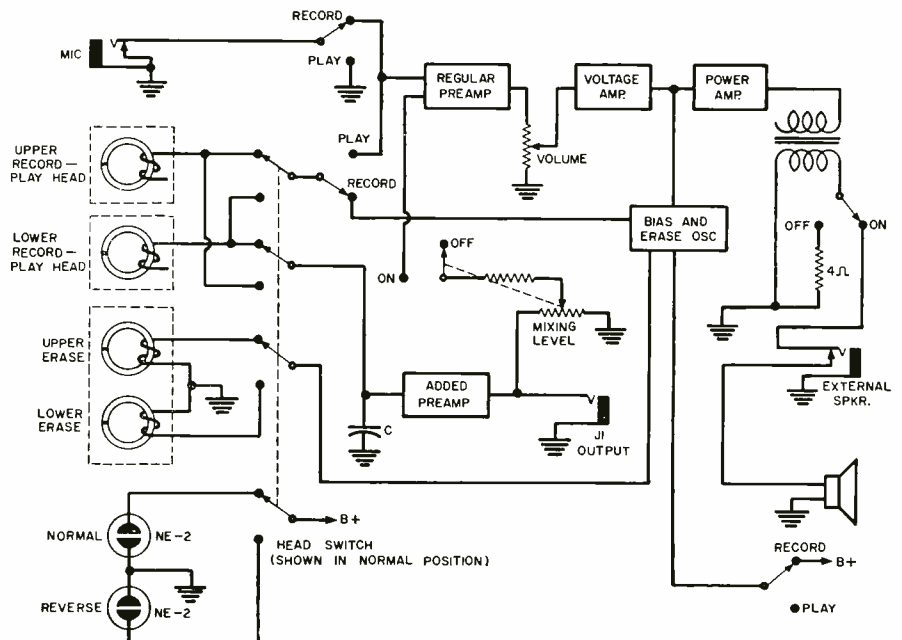 RECORD
MIC
V
PLAY
REGULAR
PREAMP
VOLTAGE
AMP.
POWER
AMP.
UPPER
RECORD—
PLAY HEAD
PLAY
VOLUME
RECORD
LOWER
RECORD—
PLAY HEAD
BIAS AND
ERASE OSC
OFF
ON
OFF
ON
4Ω
MIXING
LEVEL
UPPER
ERASE
V
EXTERNAL
SPKR.
ADDED
PREAMP
LOWER
ERASE
C
V
J1
OUTPUT
NORMAL
NE-2
B+
HEAD SWITCH
(SHOWN IN NORMAL POSITION)
RECORD
B+
REVERSE
NE-2
PLAY